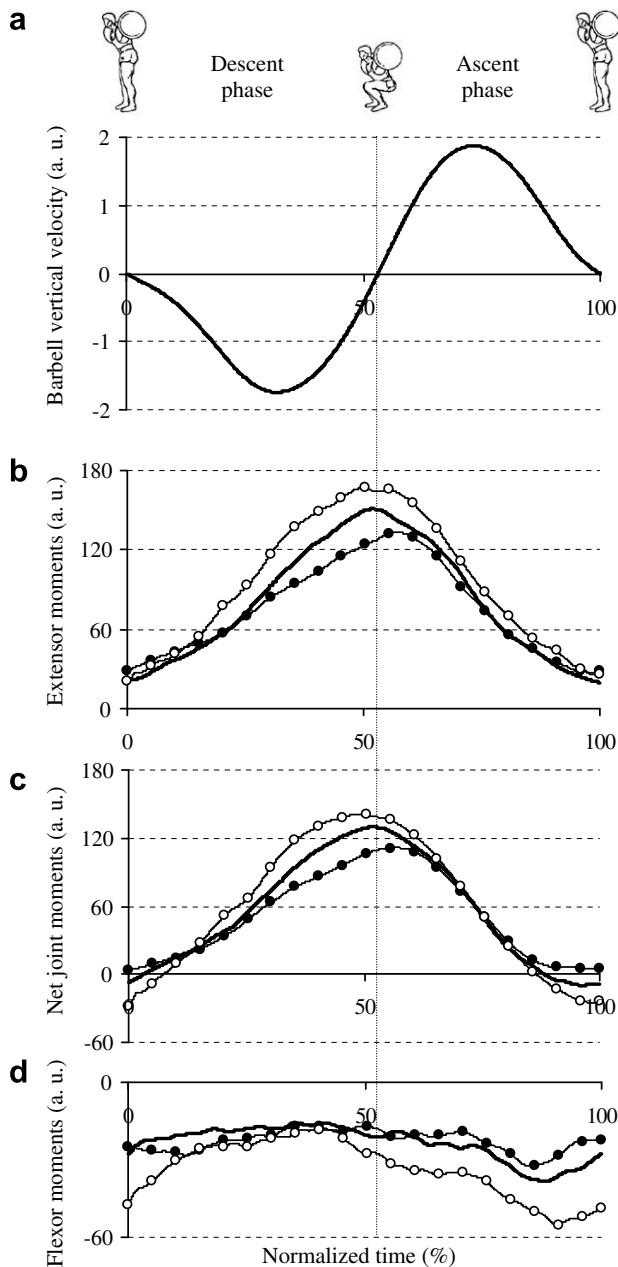 a
Descent
phase
Ascent
phase
Barbell vertical velocity (a. u.)
2
1
0
-1
-2
0
50
100
b
Extensor moments (a. u.)
180
120
60
0
0
50
100
c
Net joint moments (a. u.)
180
120
60
0
-60
0
50
100
d
Flexor moments (a. u.)
0
-60
0
50
100
Normalized time (%)